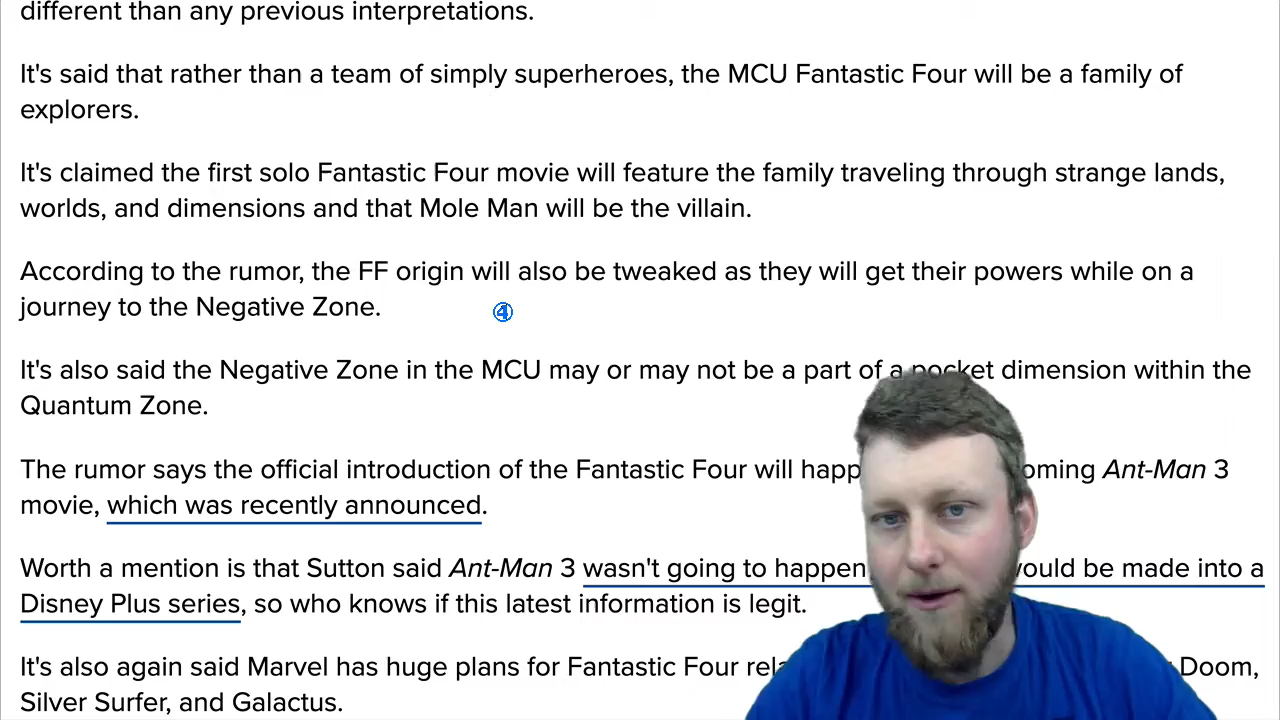 different than any previous interpretations.
It's said that rather than a team of simply superheroes, the MCU Fantastic Four will be a family of
explorers.
It's claimed the first solo Fantastic Four movie will feature the family traveling through strange lands,
worlds, and dimensions and that Mole Man will be the villain.
According to the rumor, the FF origin will also be tweaked as they will get their powers while on a
journey to the Negative Zone.
④
It's also said the Negative Zone in the MCU may or may not be a part of a pocket dimension within the
Quantum Zone.
The rumor says the official introduction of the Fantastic Four will Ant-Man 3
movie, which was recently announced.
Worth a mention is that Sutton said Ant-Man 3 wasn't going to happen would be made into a
Disney Plus series, so who knows if this latest information is legit.
It's also again said Marvel has huge plans for Fantastic Four Doom,
Silver Surfer, and Galactus.